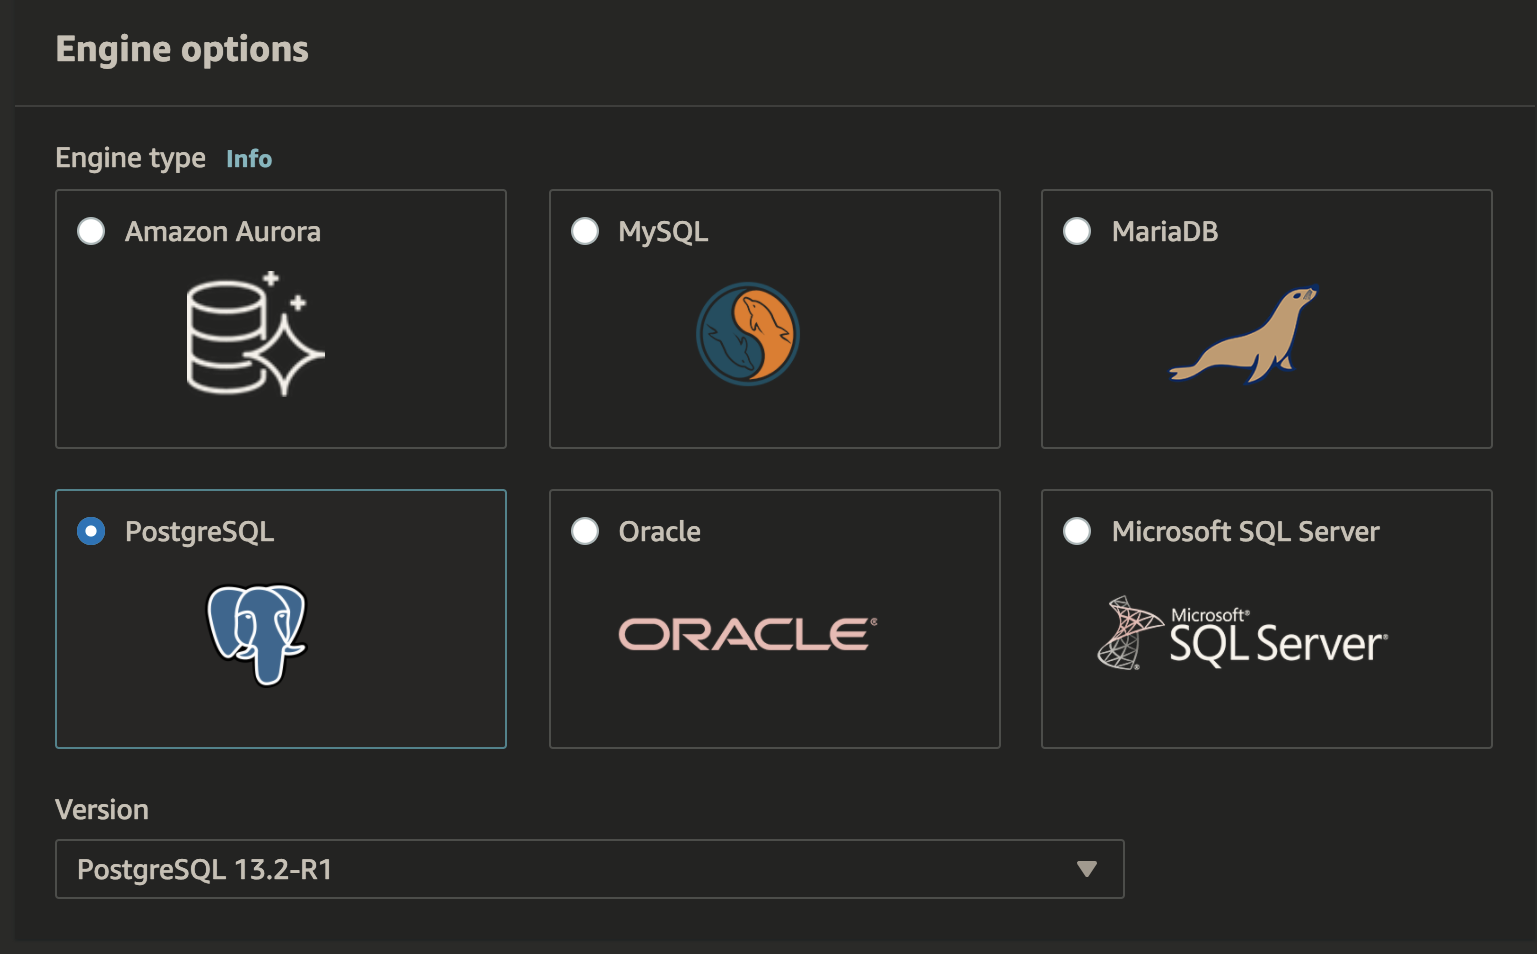 Engine options
Engine type Info
Amazon Aurora
MySQL
MariaDB
PostgreSQL
Oracle
ORACLE®
Microsoft SQL Server
Microsoft®
SQL Server®
Version
PostgreSQL 13.2-R1